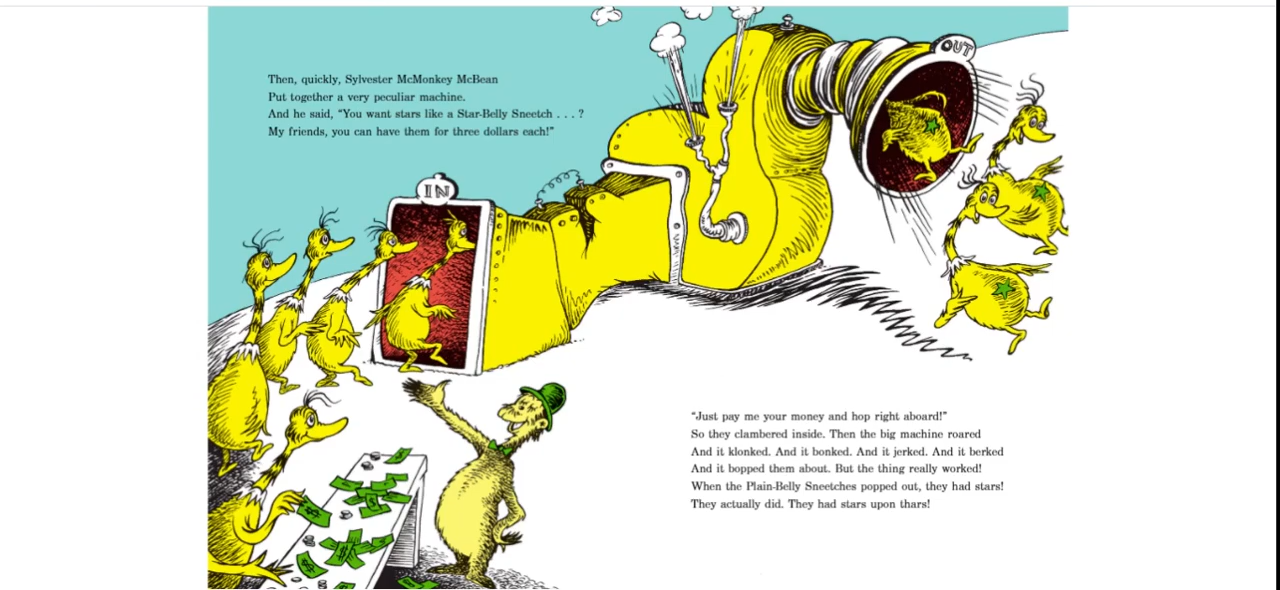 Then, quickly, Sylvester McMonkey McBean
Put together a very peculiar machine.
And he said, “You want stars like a Star-Belly Sneetch . . . ?
My friends, you can have them for three dollars each!”
IN
OUT
“Just pay me your money and hop right aboard!”
So they clambered inside. Then the big machine roared
And it klonked. And it bonked. And it jerked. And it berked
And it bopped them about. But the thing really worked!
When the Plain-Belly Sneetches popped out, they had stars!
They actually did. They had stars upon thars!
$$
$
$
$
$